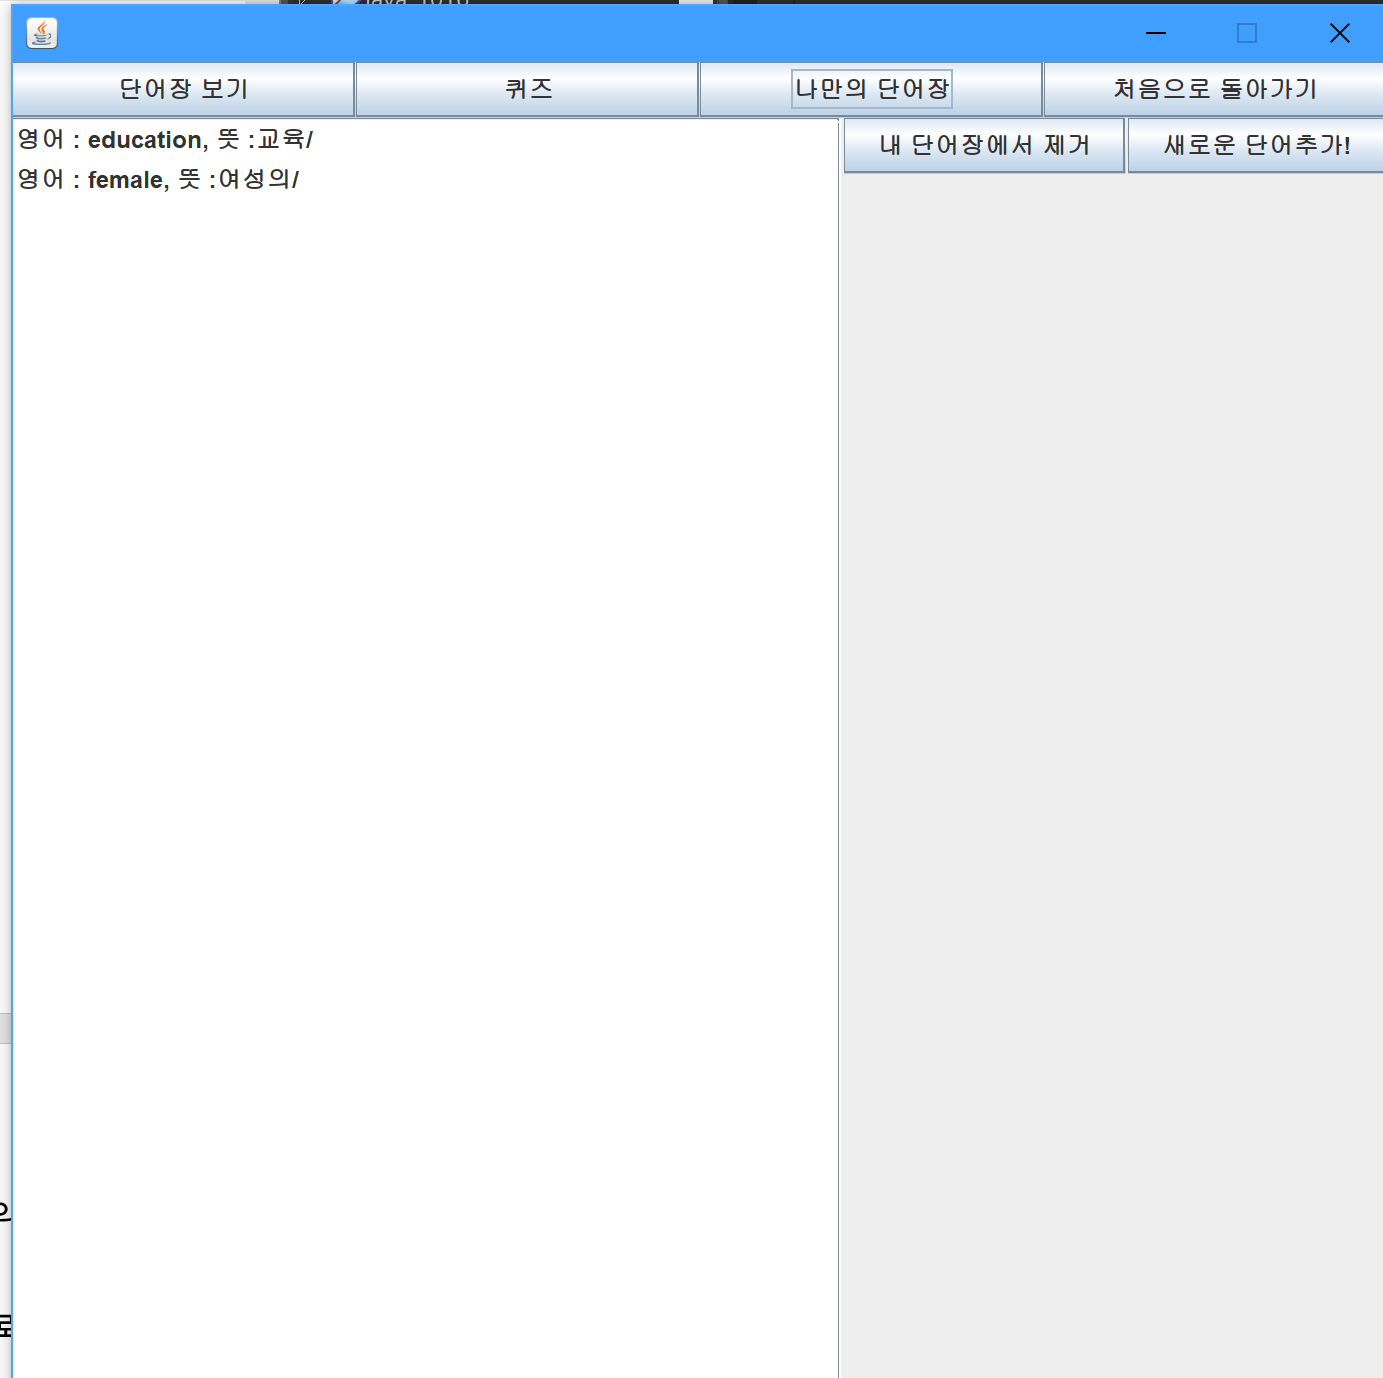 단어장 보기 퀴즈 나만의 단어장 처음으로 돌아가기
영어 : education, 뜻 :교육/
영어 : female, 뜻 :여성의/
내 단어장에서 제거 새로운 단어추가!